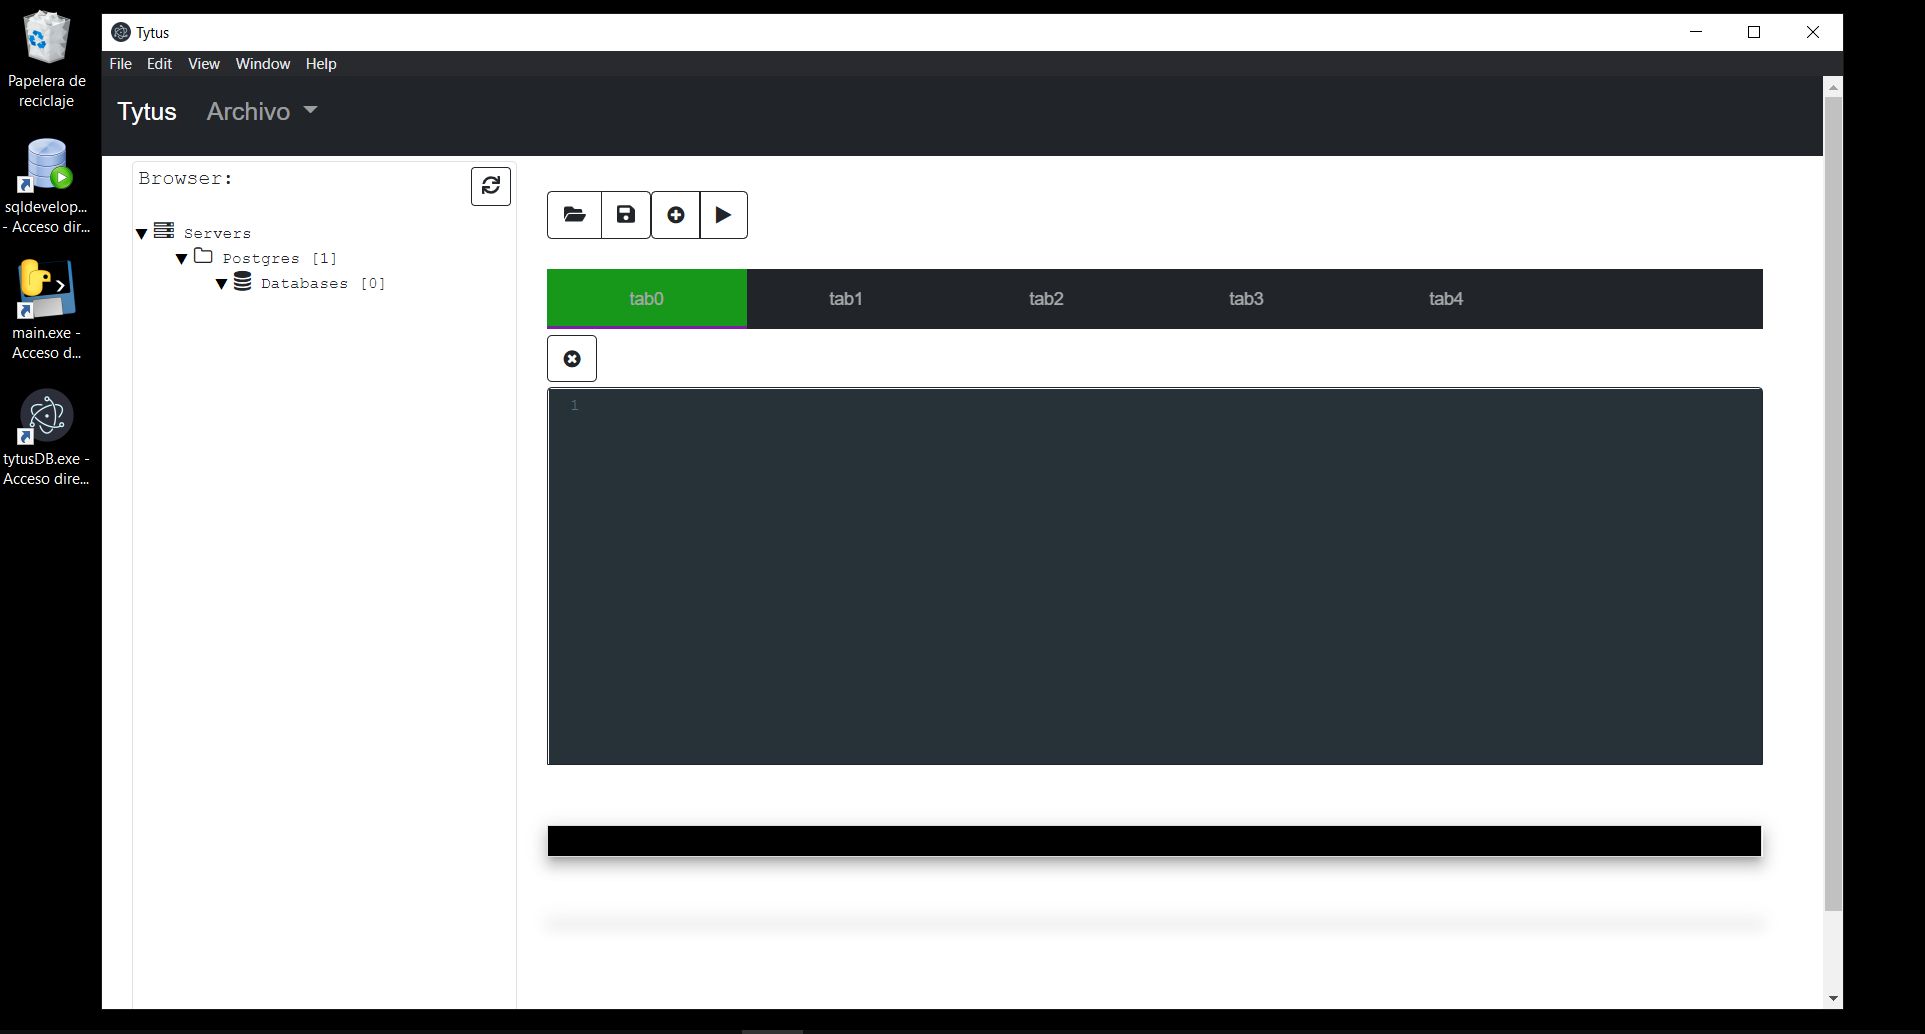 Papelera de
reciclaje
sqldevelop...
- Acceso dir...
main.exe -
Acceso d...
tytusDB.exe -
Acceso dire...
Tytus
File Edit View Window Help
Tytus Archivo
Browser:
Servers
Postgres [1]
Databases [0]
tab0 tab1 tab2 tab3 tab4
1